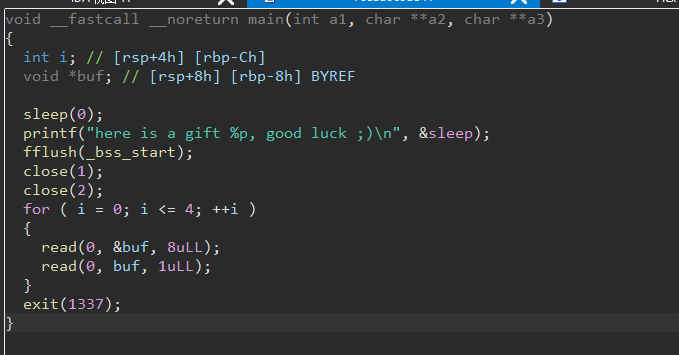 void __fastcall __noreturn main(int a1, char **a2, char **a3)
{
  int i; // [rsp+4h] [rbp-Ch]
  void *buf; // [rsp+8h] [rbp-8h] BYREF

  sleep(0);
  printf("here is a gift %p, good luck ;)\n", &sleep);
  fflush(_bss_start);
  close(1);
  close(2);
  for ( i = 0; i <= 4; ++i )
  {
    read(0, &buf, 8uLL);
    read(0, buf, 1uLL);
  }
  exit(1337);
}